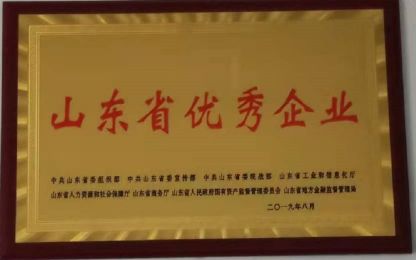 山东省优秀企业
中共山东省委组织部 中共山东省委宣传部 中共山东省委统战部 山东省工业和信息化厅
山东省人力资源和社会保障厅 山东省商务厅 山东省人民政府国有资产监督管理委员会 山东省地方金融监督管理局
二〇一九年八月